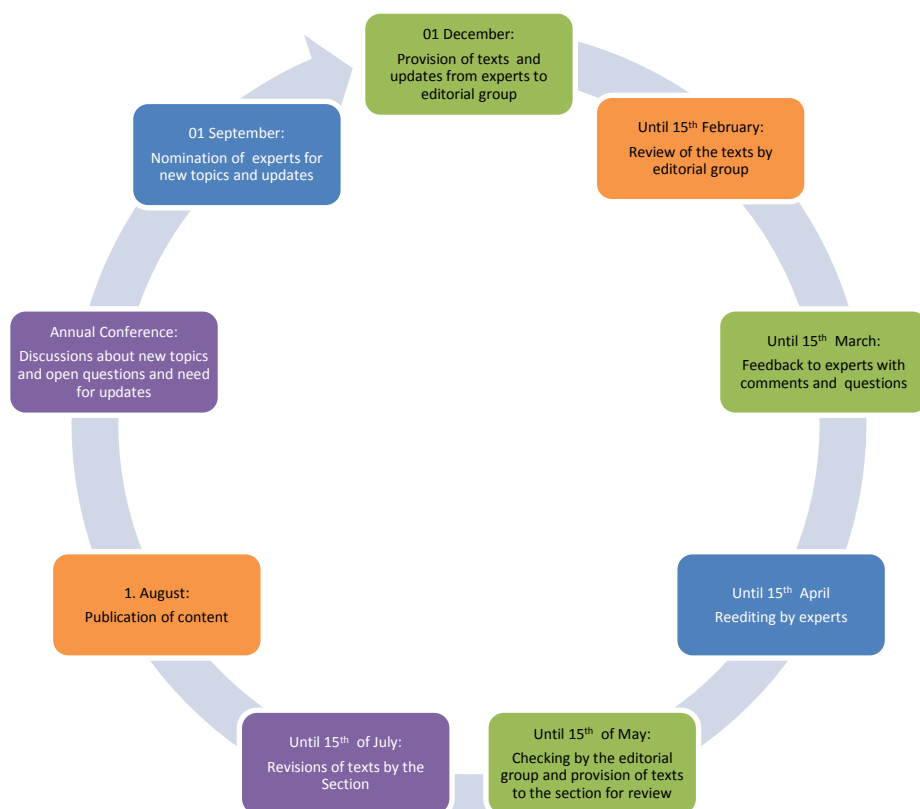 01 December:
Provision of texts and
updates from experts to
editorial group
Until 15th February:
Review of the texts by
editorial group
Until 15th March:
Feedback to experts with
comments and questions
Until 15th April
Reediting by experts
Until 15th of May:
Checking by the editorial
group and provision of texts
to the section for review
Until 15th of July:
Revisions of texts by the
Section
1. August:
Publication of content
Annual Conference:
Discussions about new topics
and open questions and need
for updates
01 September:
Nomination of experts for
new topics and updates